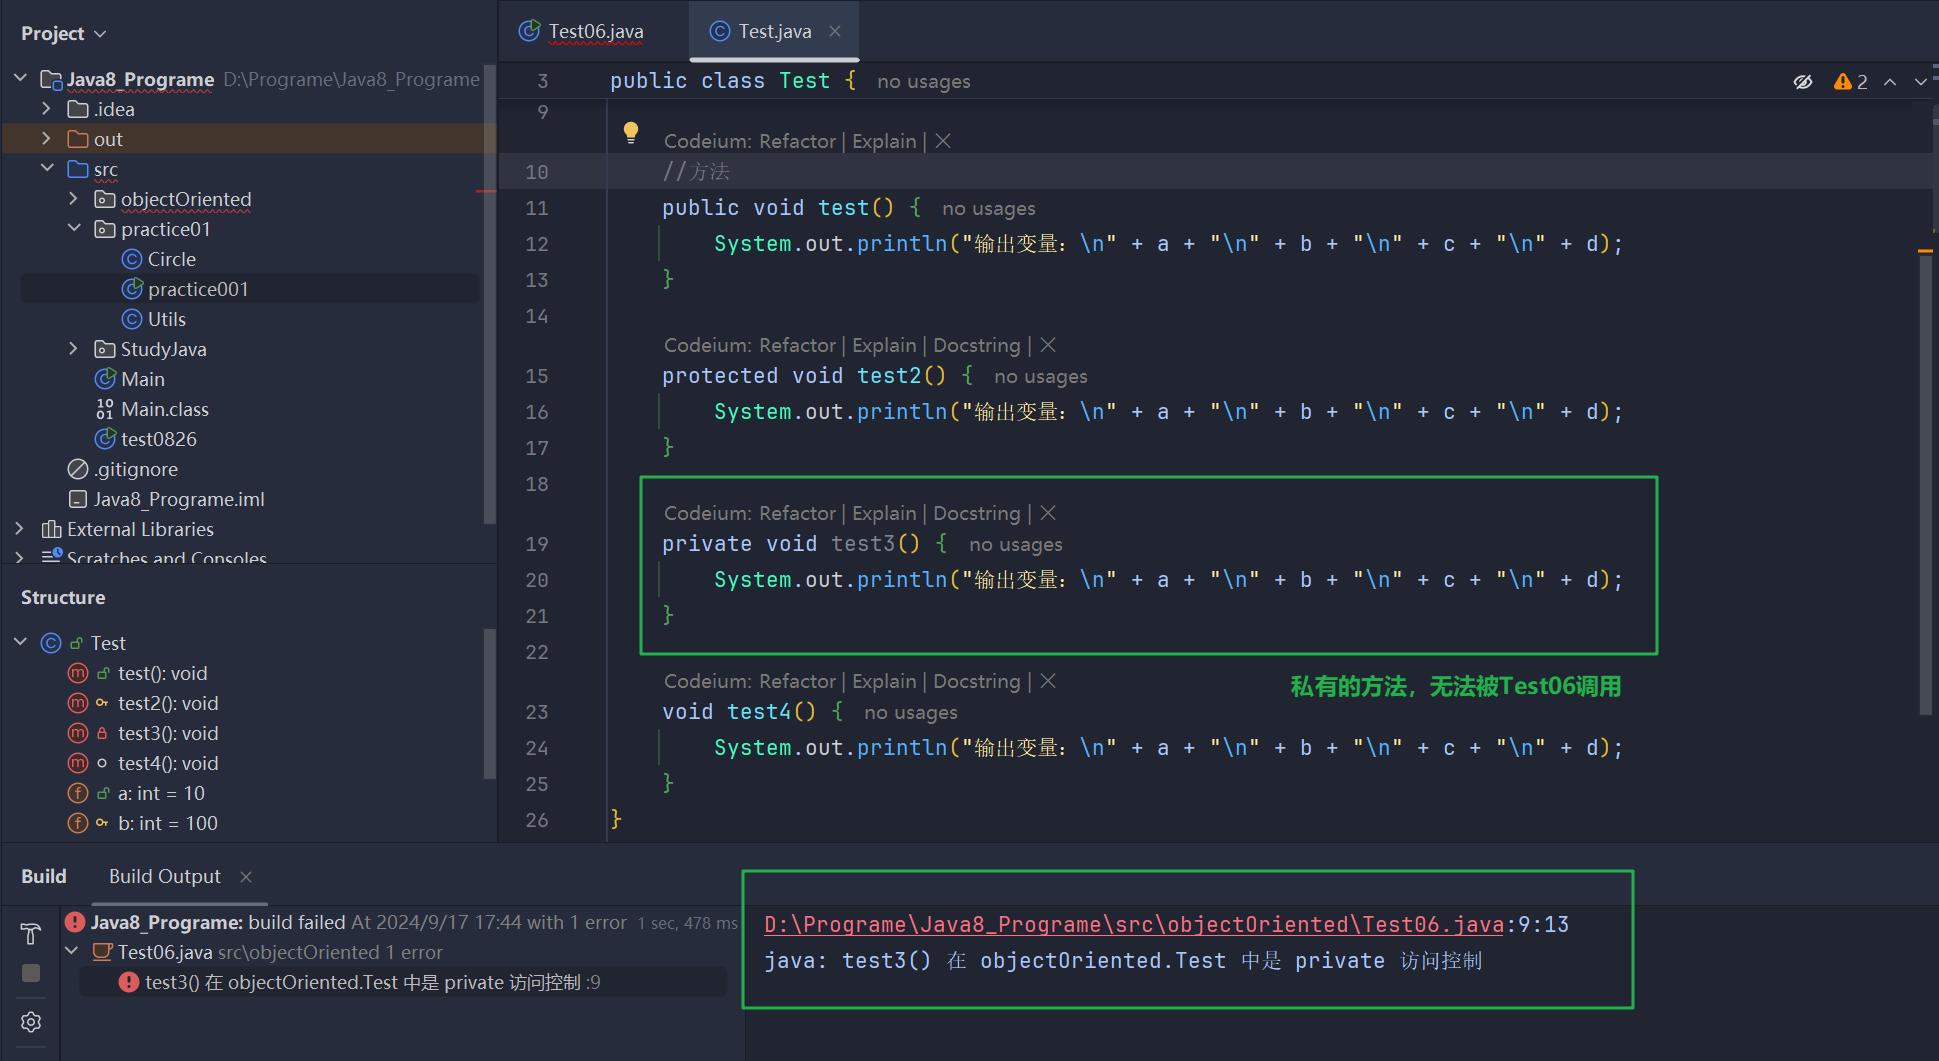 Project
Java8_Programe D:\Programe\Java8_Programe
.idea
out
src
objectOriented
practice01
Circle
practice001
Utils
StudyJava
Main
Main.class
test0826
.gitignore
Java8_Programe.iml
External Libraries
Scratches and Consoles
Structure
Test
test(): void
test2(): void
test3(): void
test4(): void
a: int = 10
b: int = 100
Test06.java
Test.java
3 public class Test { no usages
2
9
Codeium: Refactor | Explain |
10 //方法
11 public void test() { no usages
12 System.out.println("输出变量：\n" + a + "\n" + b + "\n" + c + "\n" + d);
13 }
14
Codeium: Refactor | Explain | Docstring |
15 protected void test2() { no usages
16 System.out.println("输出变量：\n" + a + "\n" + b + "\n" + c + "\n" + d);
17 }
18
Codeium: Refactor | Explain | Docstring |
19 private void test3() { no usages
20 System.out.println("输出变量：\n" + a + "\n" + b + "\n" + c + "\n" + d);
21 }
22
Codeium: Refactor | Explain | Docstring |
私有的方法，无法被Test06调用
23 void test4() { no usages
24 System.out.println("输出变量：\n" + a + "\n" + b + "\n" + c + "\n" + d);
25 }
26 }
Build
Build Output
Java8_Programe: build failed At 2024/9/17 17:44 with 1 error 1 sec, 478 ms
Test06.java src\objectOriented 1 error
test3() 在 objectOriented.Test 中是 private 访问控制 :9
D:\Programe\Java8_Programe\src\objectOriented\Test06.java:9:13
java: test3() 在 objectOriented.Test 中是 private 访问控制